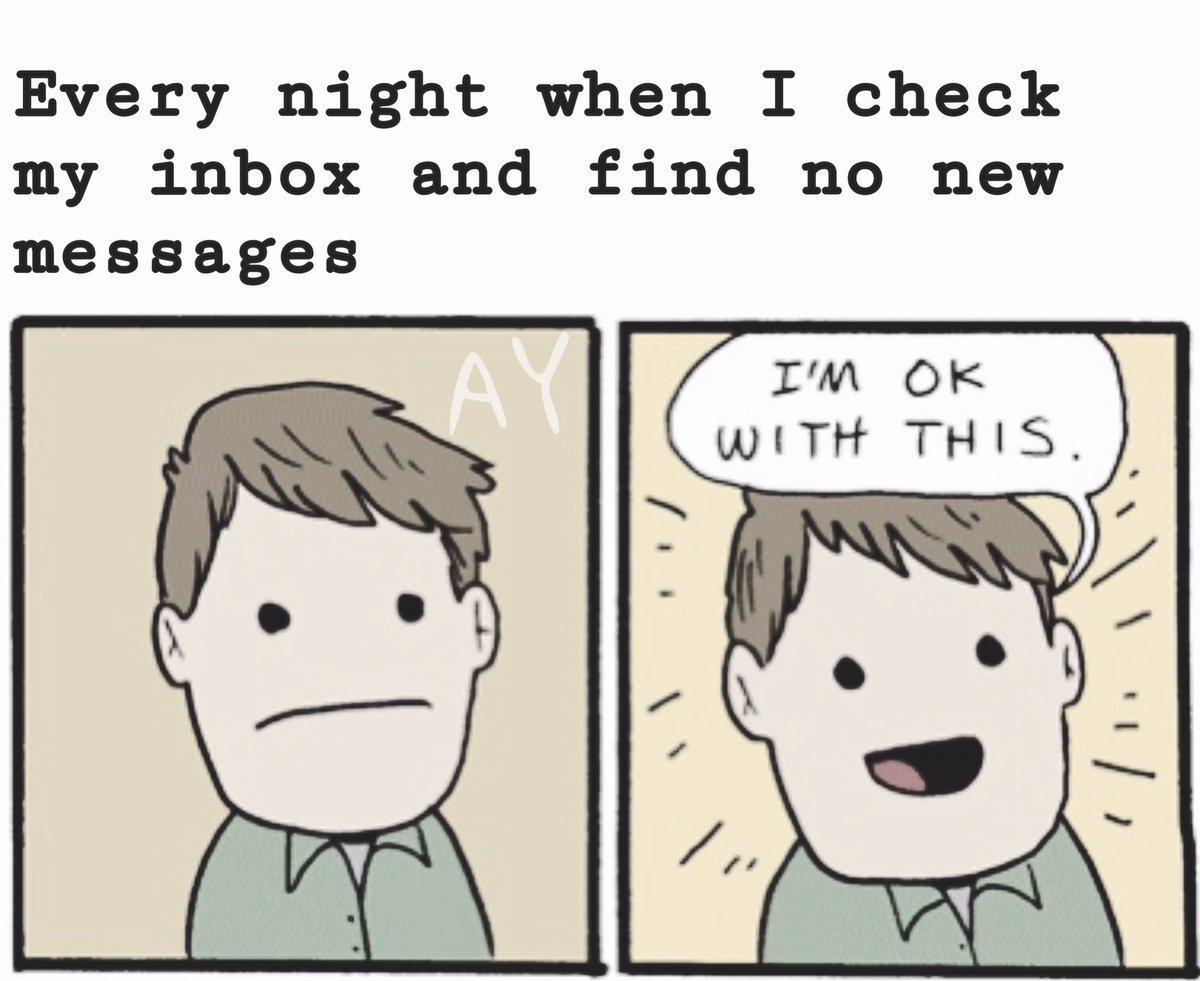 Every night when I check
my inbox and find no new
messages
AY
I'M OK
WITH THIS.